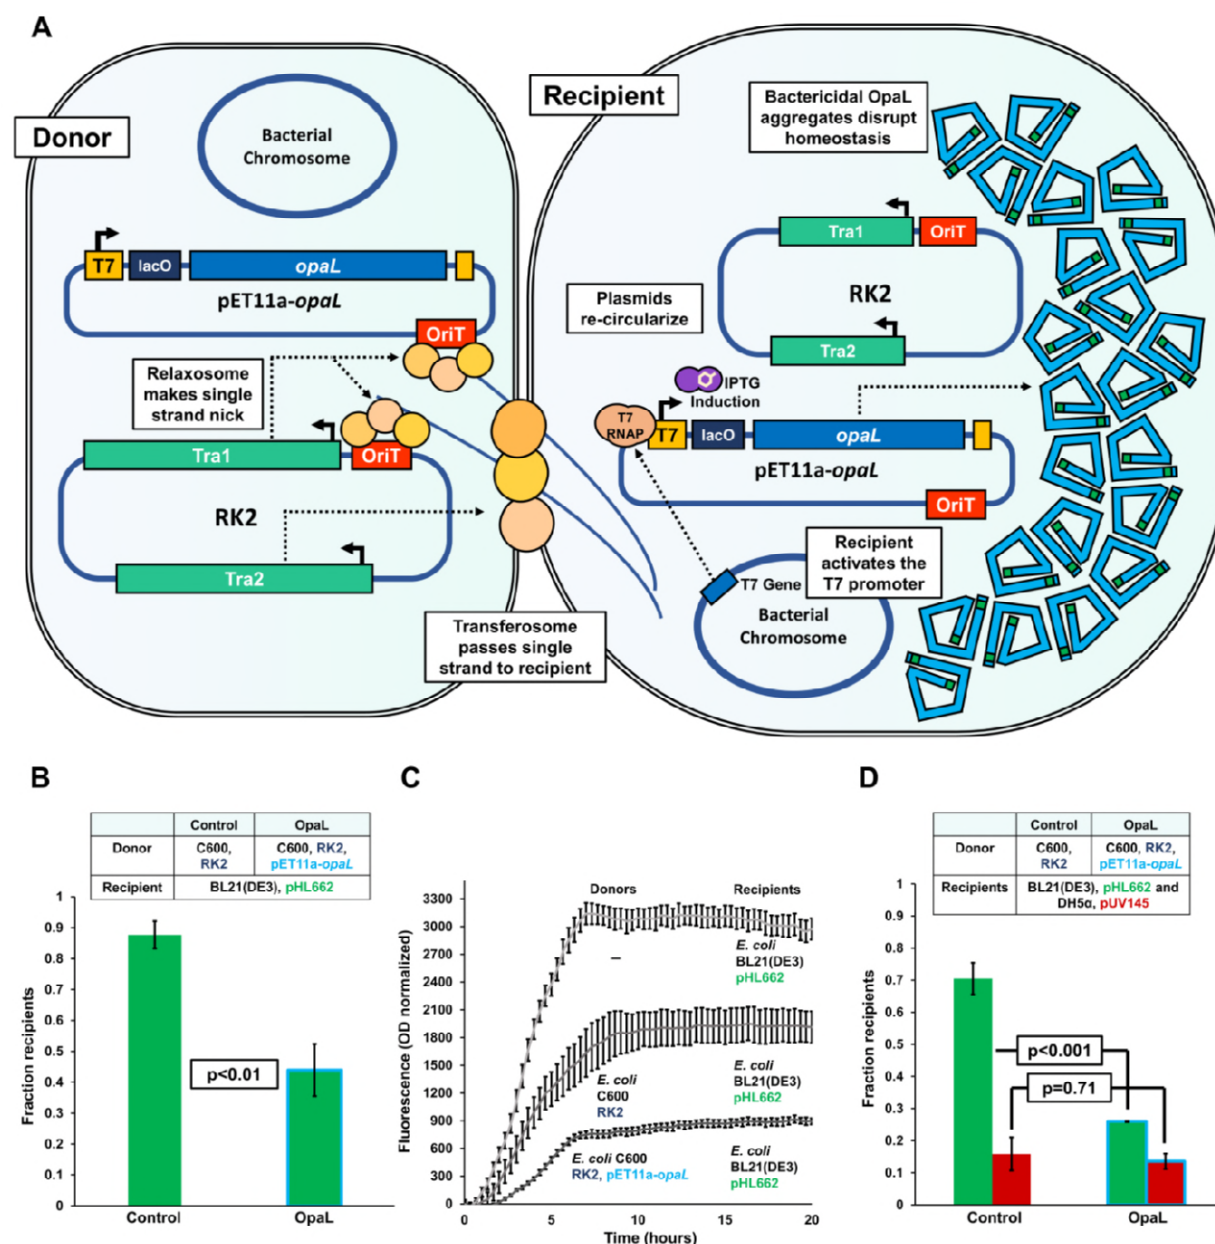 A
Donor
Bacterial
Chromosome
T7
lacO
opaL
pET11a-opaL
OriT
Relaxosome
makes single
strand nick
Tra1
OriT
RK2
Tra2
Transferosome
passes single
strand to recipient
Recipient
Bactericidal OpaL
aggregates disrupt
homeostasis
Tra1
OriT
RK2
Plasmids
re-circularize
Tra2
IPTG
Induction
T7
RNAP
T7
lacO
opaL
pET11a-opaL
OriT
Recipient
activates the
T7 promoter
T7 Gene
Bacterial
Chromosome
B
Control OpaL
Donor C600, RK2 C600, RK2, pET11a-opaL
Recipient BL21(DE3), pHL662
Fraction recipients
1
0.9
0.8
0.7
0.6
0.5
0.4
0.3
0.2
0.1
0
p<0.01
Control OpaL
C
Fluorescence (OD normalized)
3300
3000
2700
2400
2100
1800
1500
1200
900
600
300
0
Donors Recipients
–
E. coli
BL21(DE3)
pHL662
E. coli
C600
RK2
E. coli
BL21(DE3)
pHL662
E. coli C600
RK2, pET11a-opaL
E. coli
BL21(DE3)
pHL662
0 5 10 15 20
Time (hours)
D
Control OpaL
Donor C600, RK2 C600, RK2, pET11a-opaL
Recipients BL21(DE3), pHL662 and
DH5α, pUV145
Fraction recipients
1
0.9
0.8
0.7
0.6
0.5
0.4
0.3
0.2
0.1
0
p<0.001
p=0.71
Control OpaL